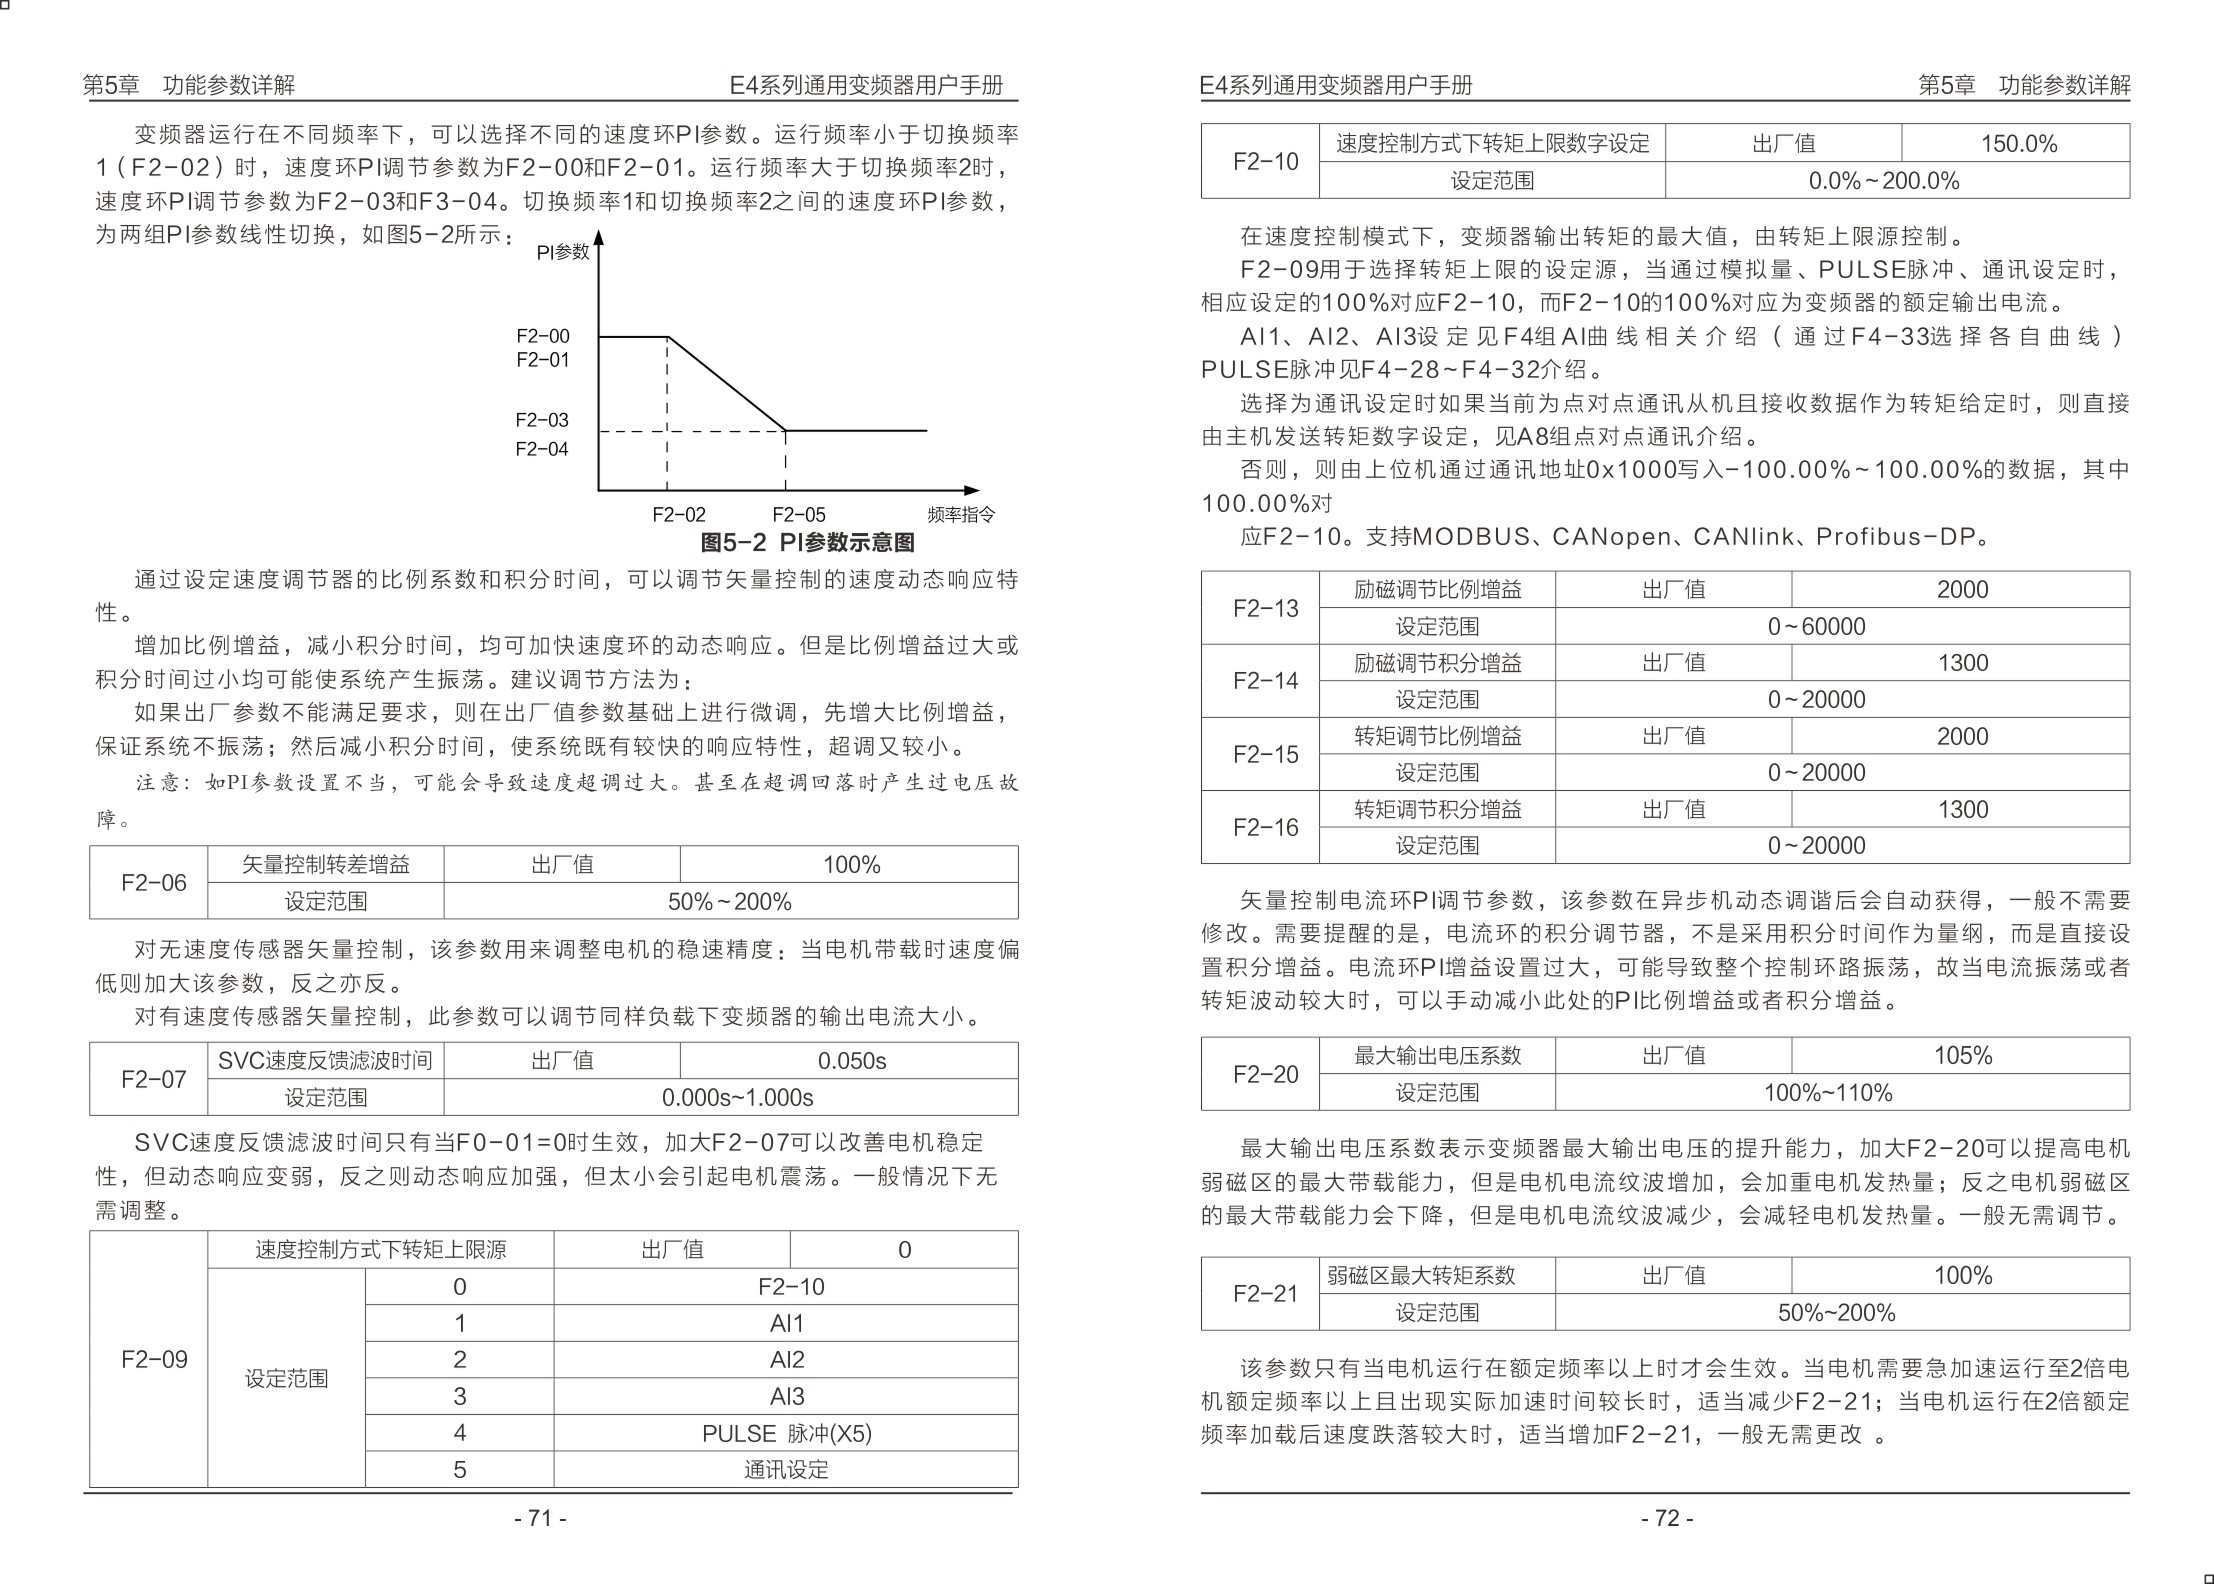 第5章 功能参数详解 E4系列通用变频器用户手册
变频器运行在不同频率下，可以选择不同的速度环PI参数。运行频率小于切换频率
1（F2-02）时，速度环PI调节参数为F2-00和F2-01。运行频率大于切换频率2时，
速度环PI调节参数为F2-03和F3-04。切换频率1和切换频率2之间的速度环PI参数，
为两组PI参数线性切换，如图5-2所示：
PI参数
F2-00
F2-01
F2-03
F2-04
F2-02 F2-05 频率指令
图5-2 PI参数示意图
通过设定速度调节器的比例系数和积分时间，可以调节矢量控制的速度动态响应特
性。
增加比例增益，减小积分时间，均可加快速度环的动态响应。但是比例增益过大或
积分时间过小均可能使系统产生振荡。建议调节方法为：
如果出厂参数不能满足要求，则在出厂值参数基础上进行微调，先增大比例增益，
保证系统不振荡；然后减小积分时间，使系统既有较快的响应特性，超调又较小。
注意：如PI参数设置不当，可能会导致速度超调过大。甚至在超调回落时产生过电压故
障。
F2-06 矢量控制转差增益 出厂值 100%
设定范围 50%~200%
对无速度传感器矢量控制，该参数用来调整电机的稳速精度：当电机带载时速度偏
低则加大该参数，反之亦反。
对有速度传感器矢量控制，此参数可以调节同样负载下变频器的输出电流大小。
F2-07 SVC速度反馈滤波时间 出厂值 0.050s
设定范围 0.000s~1.000s
SVC速度反馈滤波时间只有当F0-01=0时生效，加大F2-07可以改善电机稳定
性，但动态响应变弱，反之则动态响应加强，但太小会引起电机震荡。一般情况下无
需调整。
F2-09 速度控制方式下转矩上限源 出厂值 0
设定范围 0 F2-10
1 AI1
2 AI2
3 AI3
4 PULSE 脉冲(X5)
5 通讯设定
- 71 -
E4系列通用变频器用户手册 第5章 功能参数详解
F2-10 速度控制方式下转矩上限数字设定 出厂值 150.0%
设定范围 0.0%~200.0%
在速度控制模式下，变频器输出转矩的最大值，由转矩上限源控制。
F2-09用于选择转矩上限的设定源，当通过模拟量、PULSE脉冲、通讯设定时，
相应设定的100%对应F2-10，而F2-10的100%对应为变频器的额定输出电流。
AI1、AI2、AI3设定见F4组AI曲线相关介绍（通过F4-33选择各自曲线）
PULSE脉冲见F4-28~F4-32介绍。
选择为通讯设定时如果当前为点对点通讯从机且接收数据作为转矩给定时，则直接
由主机发送转矩数字设定，见A8组点对点通讯介绍。
否则，则由上位机通过通讯地址0x1000写入-100.00%~100.00%的数据，其中
100.00%对
应F2-10。支持MODBUS、CANopen、CANlink、Profibus-DP。
F2-13 励磁调节比例增益 出厂值 2000
设定范围 0~60000
F2-14 励磁调节积分增益 出厂值 1300
设定范围 0~20000
F2-15 转矩调节比例增益 出厂值 2000
设定范围 0~20000
F2-16 转矩调节积分增益 出厂值 1300
设定范围 0~20000
矢量控制电流环PI调节参数，该参数在异步机动态调谐后会自动获得，一般不需要
修改。需要提醒的是，电流环的积分调节器，不是采用积分时间作为量纲，而是直接设
置积分增益。电流环PI增益设置过大，可能导致整个控制环路振荡，故当电流振荡或者
转矩波动较大时，可以手动减小此处的PI比例增益或者积分增益。
F2-20 最大输出电压系数 出厂值 105%
设定范围 100%~110%
最大输出电压系数表示变频器最大输出电压的提升能力，加大F2-20可以提高电机
弱磁区的最大带载能力，但是电机电流纹波增加，会加重电机发热量；反之电机弱磁区
的最大带载能力会下降，但是电机电流纹波减少，会减轻电机发热量。一般无需调节。
F2-21 弱磁区最大转矩系数 出厂值 100%
设定范围 50%~200%
该参数只有当电机运行在额定频率以上时才会生效。当电机需要急加速运行至2倍电
机额定频率以上且出现实际加速时间较长时，适当减少F2-21；当电机运行在2倍额定
频率加载后速度跌落较大时，适当增加F2-21，一般无需更改 。
- 72 -